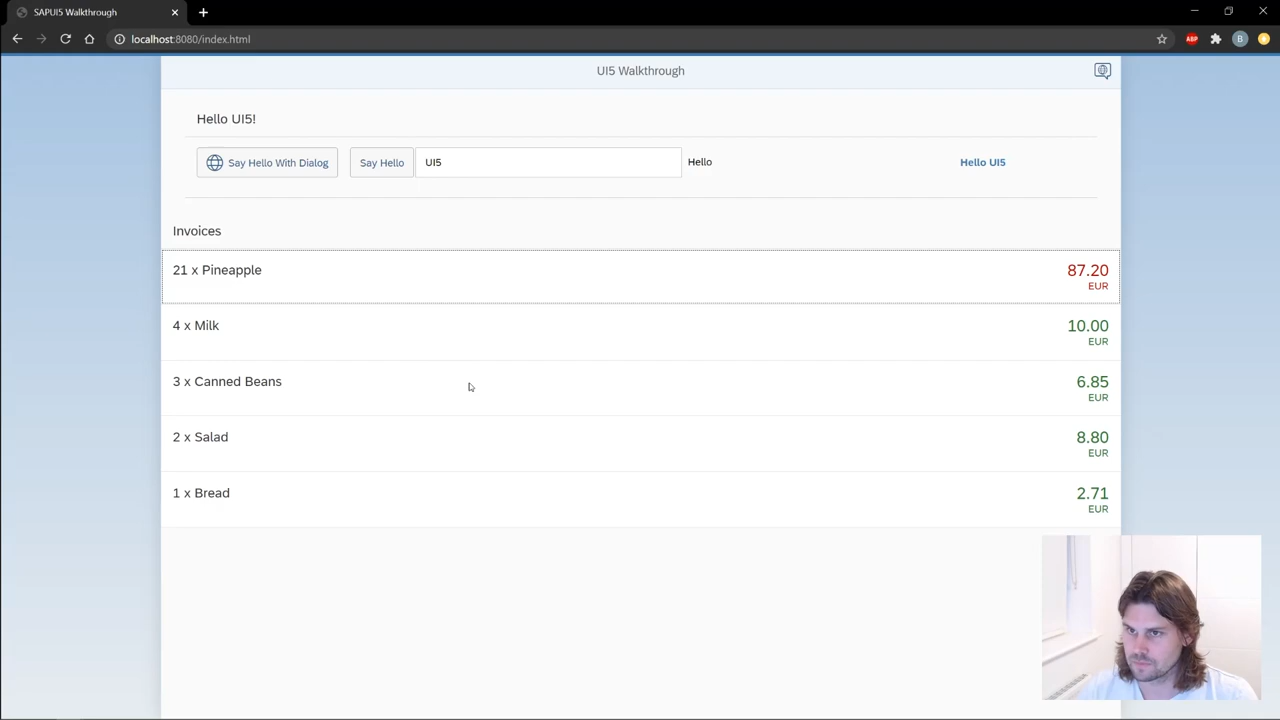 SAPUI5 Walkthrough
localhost:8080/index.html
ABP
B
UI5 Walkthrough
Hello UI5!
Say Hello With Dialog
Say Hello
UI5
Hello
Hello UI5
Invoices
21 x Pineapple
87.20
EUR
4 x Milk
10.00
EUR
3 x Canned Beans
6.85
EUR
2 x Salad
8.80
EUR
1 x Bread
2.71
EUR